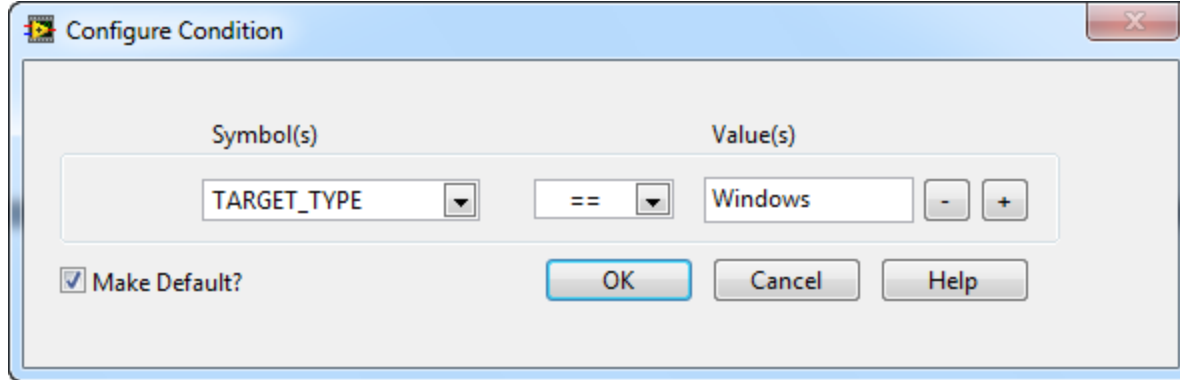 Configure Condition
Symbol(s) Value(s)
TARGET_TYPE == Windows - +
Make Default? OK Cancel Help